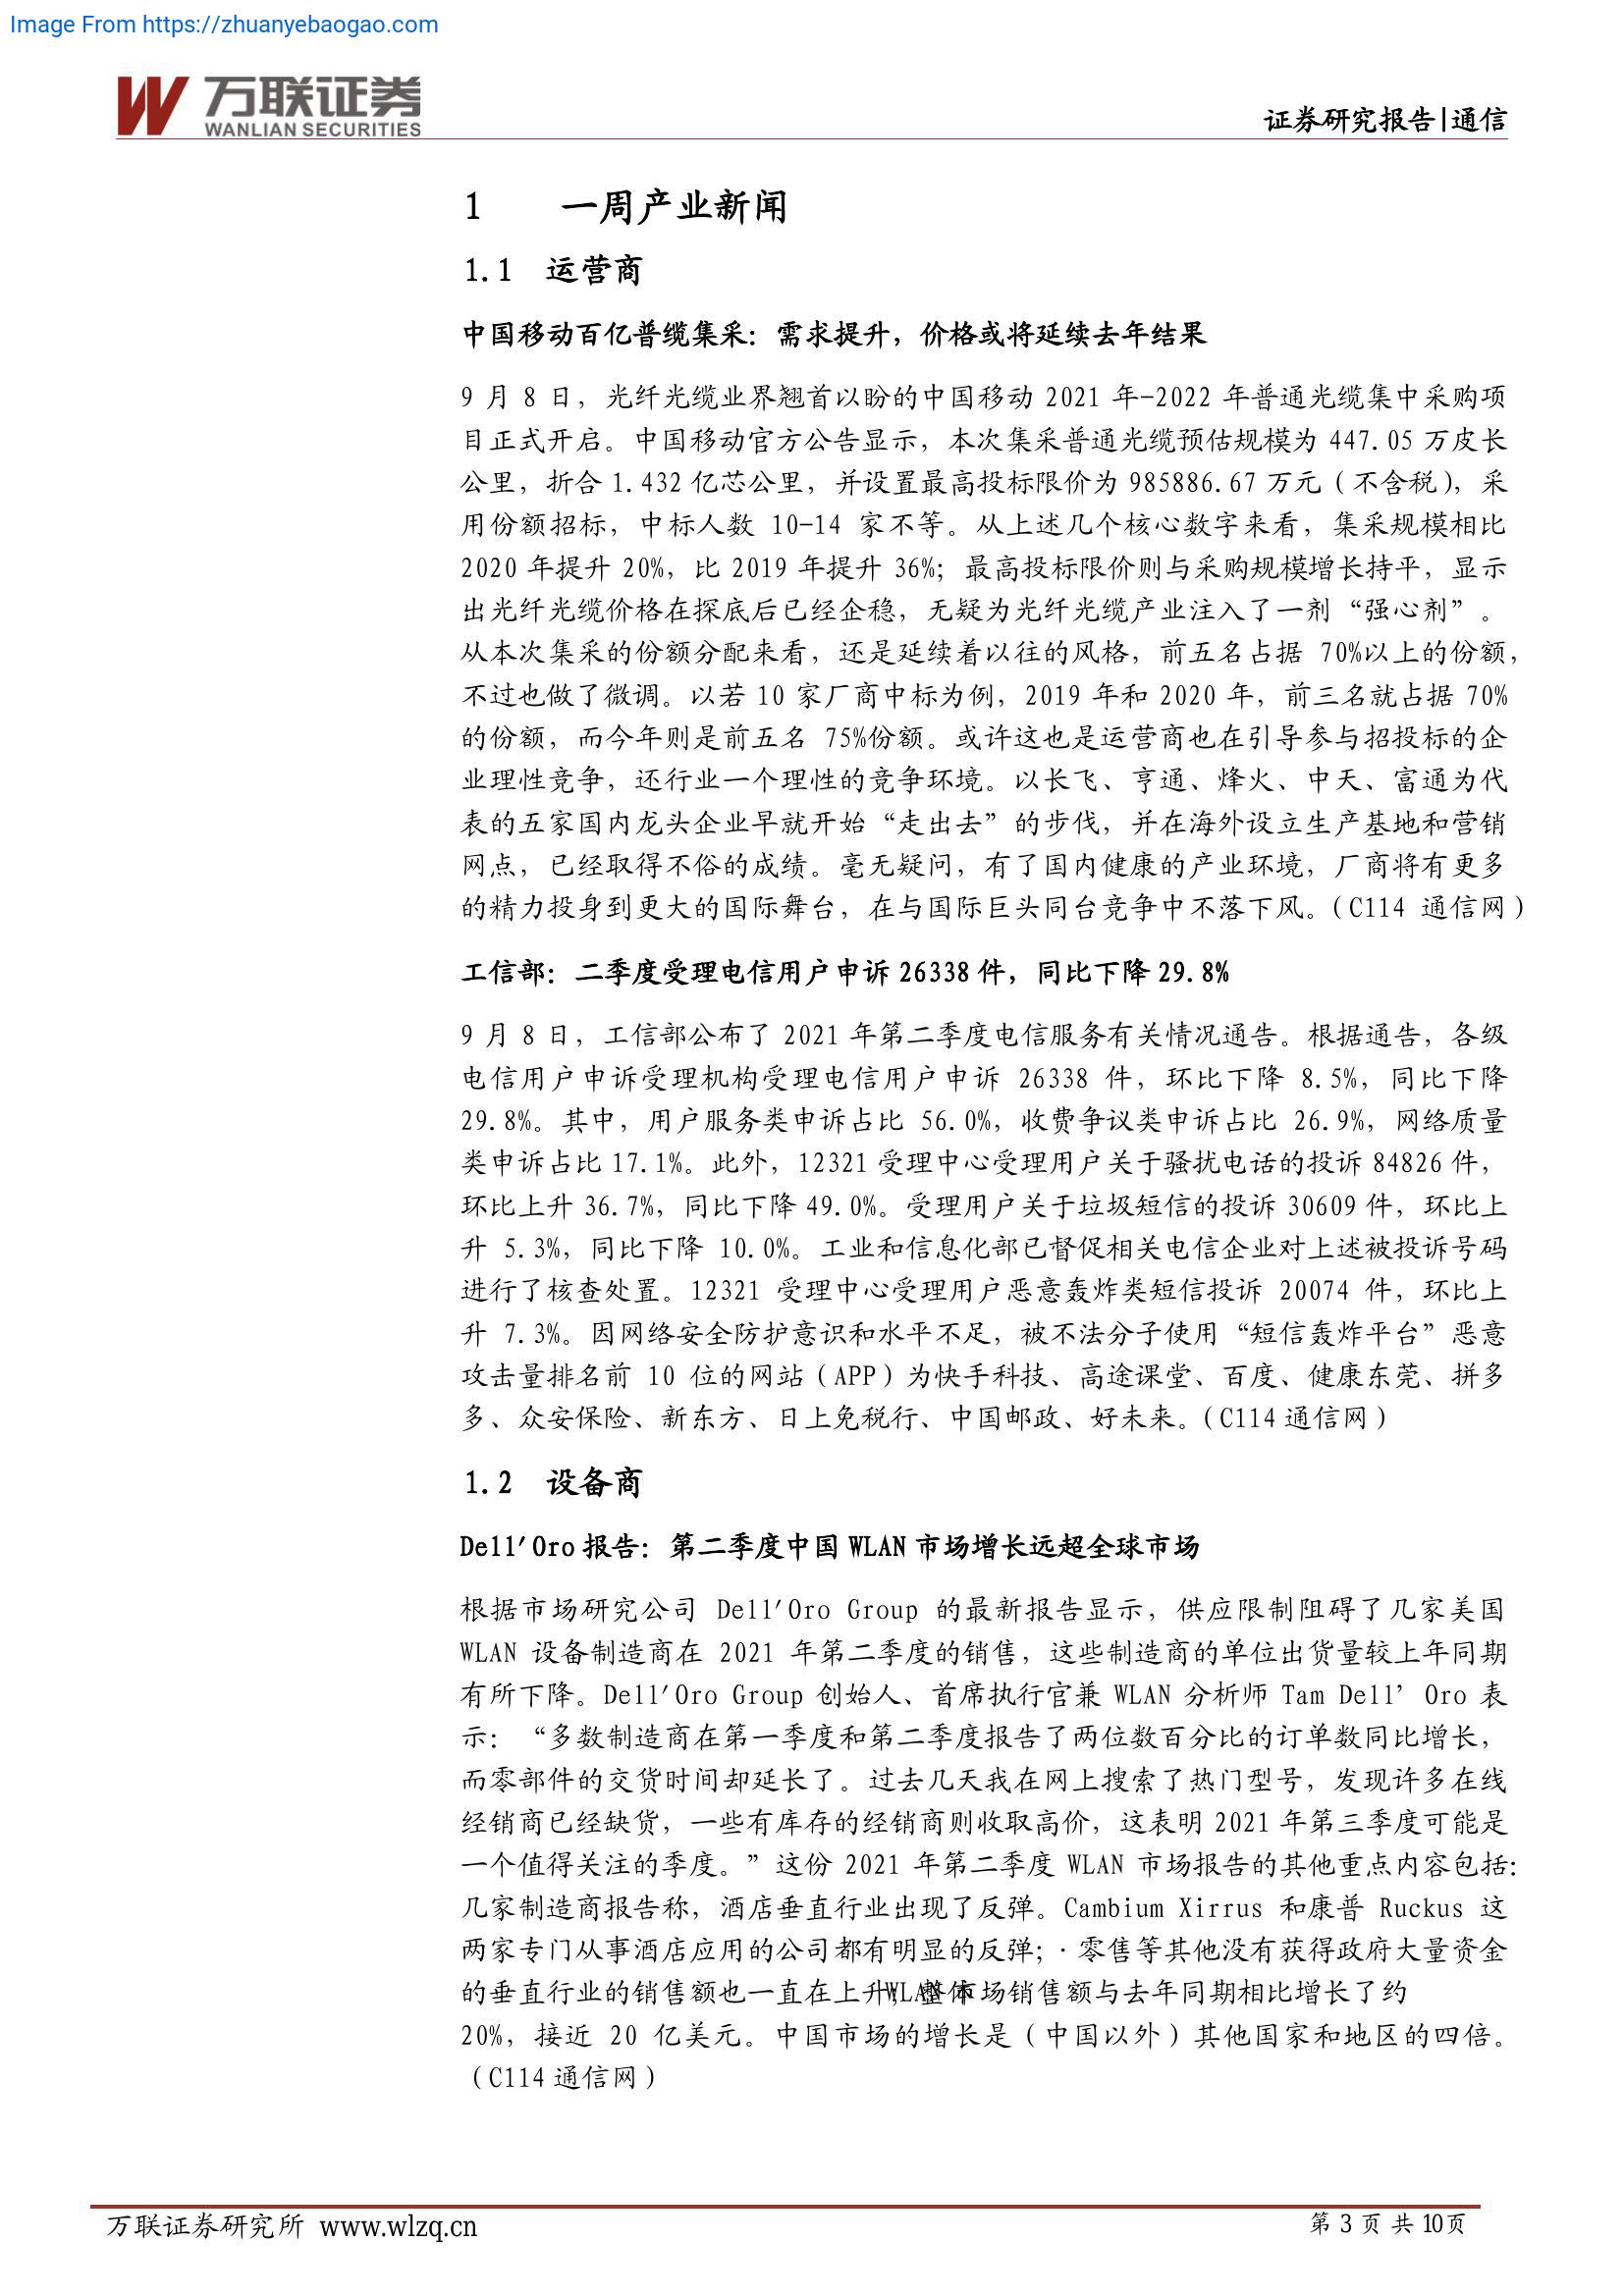 Image From https://zhuanyebaogao.com
万联证券
WANLIAN SECURITIES
证券研究报告|通信
1 一周产业新闻
1.1 运营商
中国移动百亿普缆集采：需求提升，价格或将延续去年结果
9 月 8 日，光纤光缆业界翘首以盼的中国移动 2021 年-2022 年普通光缆集中采购项
目正式开启。中国移动官方公告显示，本次集采普通光缆预估规模为 447.05 万皮长
公里，折合 1.432 亿芯公里，并设置最高投标限价为 985886.67 万元（不含税），采
用份额招标，中标人数 10-14 家不等。从上述几个核心数字来看，集采规模相比
2020 年提升 20%，比 2019 年提升 36%；最高投标限价则与采购规模增长持平，显示
出光纤光缆价格在探底后已经企稳，无疑为光纤光缆产业注入了一剂“强心剂”。
从本次集采的份额分配来看，还是延续着以往的风格，前五名占据 70%以上的份额，
不过也做了微调。以若 10 家厂商中标为例，2019 年和 2020 年，前三名就占据 70%
的份额，而今年则是前五名 75%份额。或许这也是运营商也在引导参与招投标的企
业理性竞争，还行业一个理性的竞争环境。以长飞、亨通、烽火、中天、富通为代
表的五家国内龙头企业早就开始“走出去”的步伐，并在海外设立生产基地和营销
网点，已经取得不俗的成绩。毫无疑问，有了国内健康的产业环境，厂商将有更多
的精力投身到更大的国际舞台，在与国际巨头同台竞争中不落下风。（C114 通信网）
工信部：二季度受理电信用户申诉 26338 件，同比下降 29.8%
9 月 8 日，工信部公布了 2021 年第二季度电信服务有关情况通告。根据通告，各级
电信用户申诉受理机构受理电信用户申诉 26338 件，环比下降 8.5%，同比下降
29.8%。其中，用户服务类申诉占比 56.0%，收费争议类申诉占比 26.9%，网络质量
类申诉占比 17.1%。此外，12321 受理中心受理用户关于骚扰电话的投诉 84826 件，
环比上升 36.7%，同比下降 49.0%。受理用户关于垃圾短信的投诉 30609 件，环比上
升 5.3%，同比下降 10.0%。工业和信息化部已督促相关电信企业对上述被投诉号码
进行了核查处置。12321 受理中心受理用户恶意轰炸类短信投诉 20074 件，环比上
升 7.3%。因网络安全防护意识和水平不足，被不法分子使用“短信轰炸平台”恶意
攻击量排名前 10 位的网站（APP）为快手科技、高途课堂、百度、健康东莞、拼多
多、众安保险、新东方、日上免税行、中国邮政、好未来。（C114 通信网）
1.2 设备商
Dell'Oro 报告：第二季度中国 WLAN 市场增长远超全球市场
根据市场研究公司 Dell'Oro Group 的最新报告显示，供应限制阻碍了几家美国
WLAN 设备制造商在 2021 年第二季度的销售，这些制造商的单位出货量较上年同期
有所下降。Dell'Oro Group 创始人、首席执行官兼 WLAN 分析师 Tam Dell’ Oro 表
示： “多数制造商在第一季度和第二季度报告了两位数百分比的订单数同比增长，
而零部件的交货时间却延长了。过去几天我在网上搜索了热门型号，发现许多在线
经销商已经缺货，一些有库存的经销商则收取高价，这表明 2021 年第三季度可能是
一个值得关注的季度。”这份 2021 年第二季度 WLAN 市场报告的其他重点内容包括：
几家制造商报告称，酒店垂直行业出现了反弹。Cambium Xirrus 和康普 Ruckus 这
两家专门从事酒店应用的公司都有明显的反弹；·零售等其他没有获得政府大量资金
的垂直行业的销售额也一直在上升；WLAN 整体市场销售额与去年同期相比增长了约
20%，接近 20 亿美元。中国市场的增长是（中国以外）其他国家和地区的四倍。
（C114 通信网）
万联证券研究所 www.wlzq.cn
第 3 页 共 10页